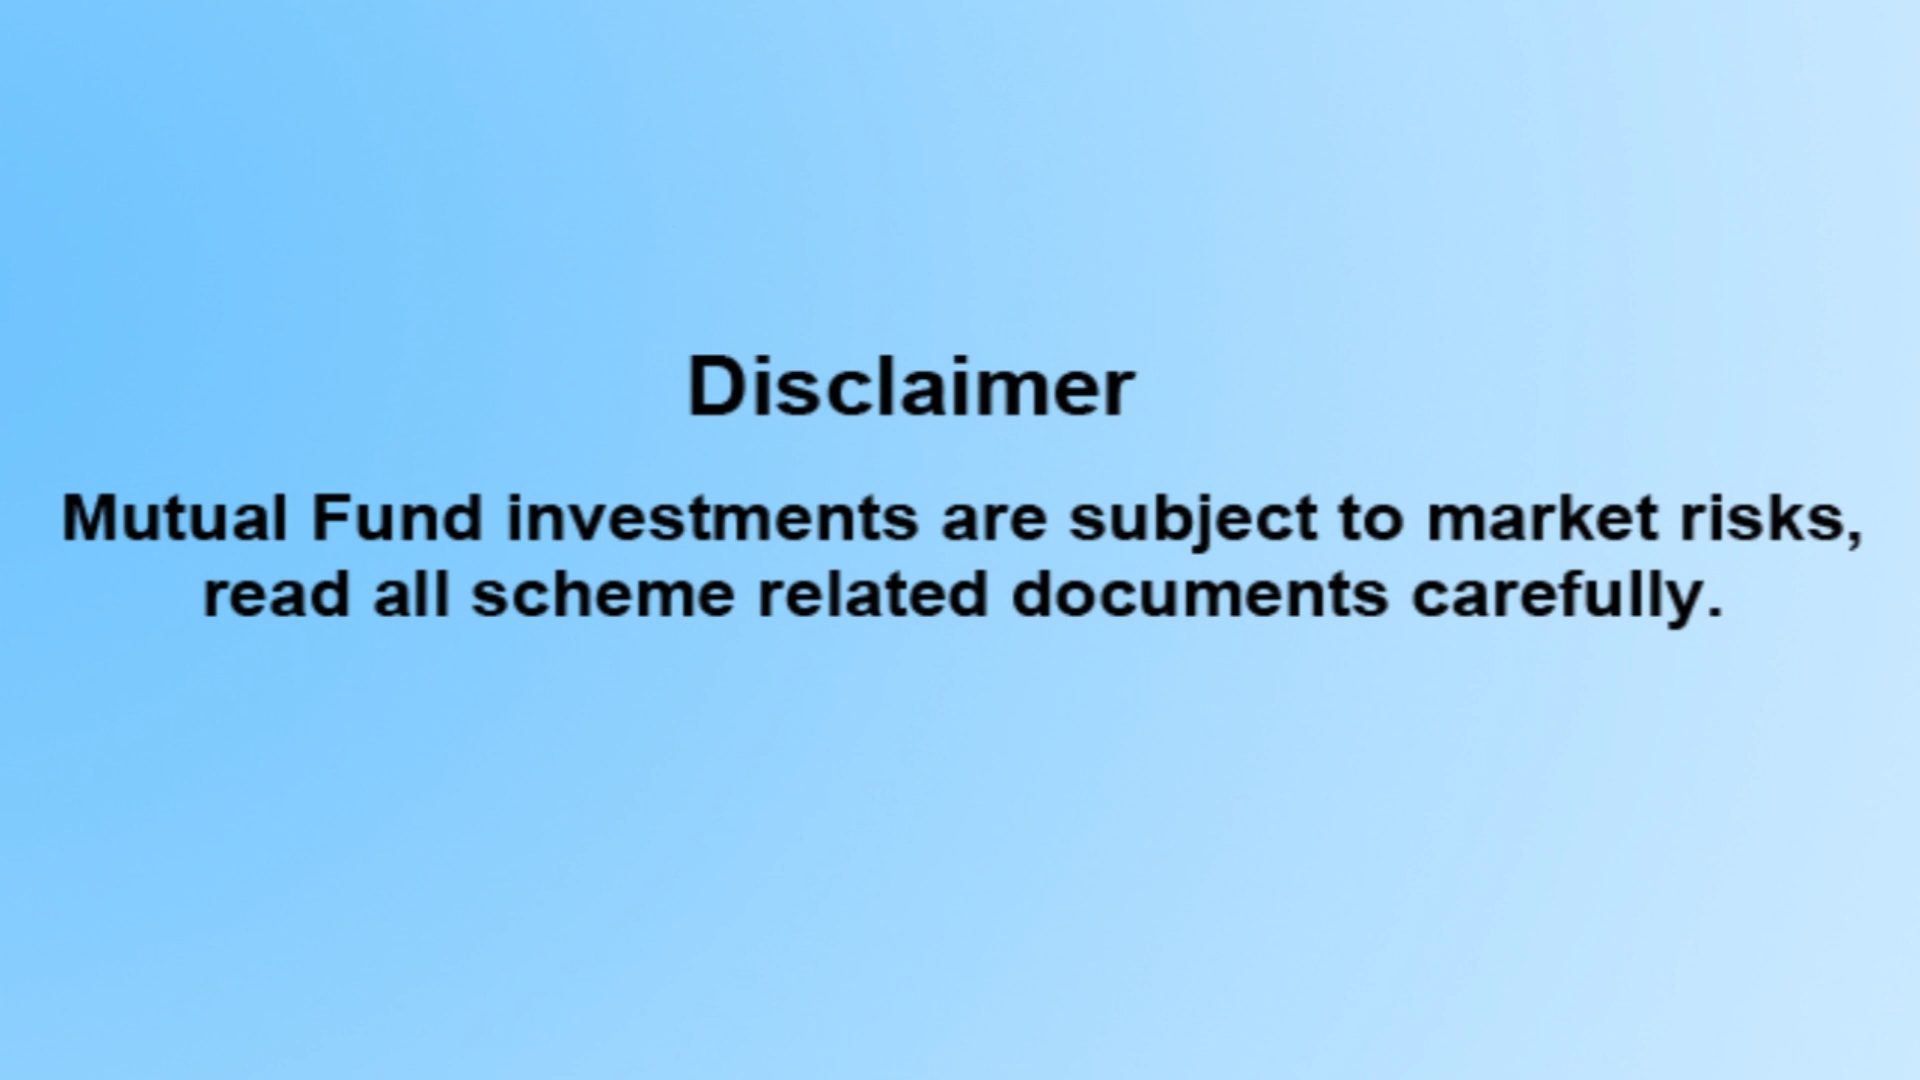 Disclaimer
Mutual Fund investments are subject to market risks,
read all scheme related documents carefully.